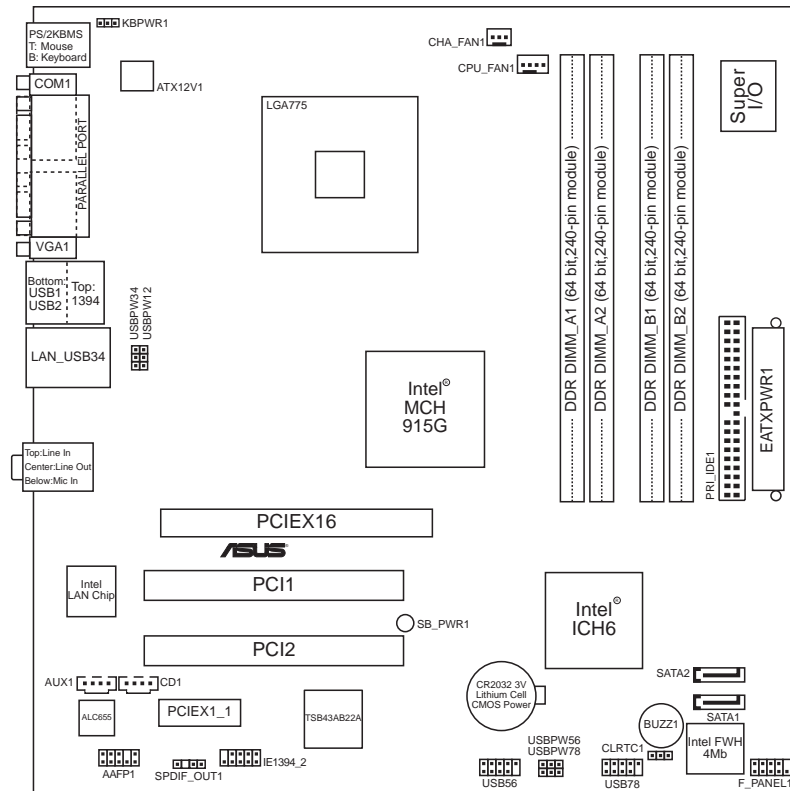 KBPWR1
PS/2KBMS
T: Mouse
B: Keyboard
CHA_FAN1
CPU_FAN1
COM1
ATX12V1
Super
I/O
LGA775
PARALLEL PORT
DDR DIMM_A1 (64 bit,240-pin module)
DDR DIMM_A2 (64 bit,240-pin module)
DDR DIMM_B1 (64 bit,240-pin module)
DDR DIMM_B2 (64 bit,240-pin module)
VGA1
Bottom:
USB1
USB2
Top:
1394
USBPW34
USBPW12
LAN_USB34
Intel®
MCH
915G
PRI_IDE1
EATXPWR1
Top:Line In
Center:Line Out
Below:Mic In
PCIEX16
ASUS
Intel
LAN Chip
PCI1
Intel®
ICH6
SB_PWR1
PCI2
AUX1
CD1
CR2032 3V
Lithium Cell
CMOS Power
SATA2
SATA1
ALC655
PCIEX1_1
TSB43AB22A
BUZZ1
Intel FWH
4Mb
USBPW56
USBPW78
CLRTC1
AAFP1
SPDIF_OUT1
IE1394_2
USB56
USB78
F_PANEL1